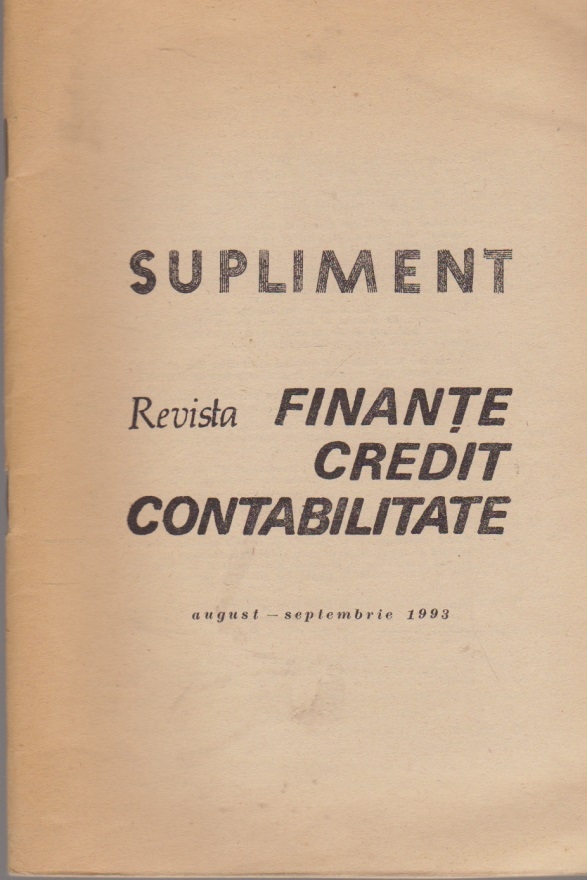 SUPLIMENT
Revista FINANȚE
CREDIT
CONTABILITATE
august — septembrie 1993